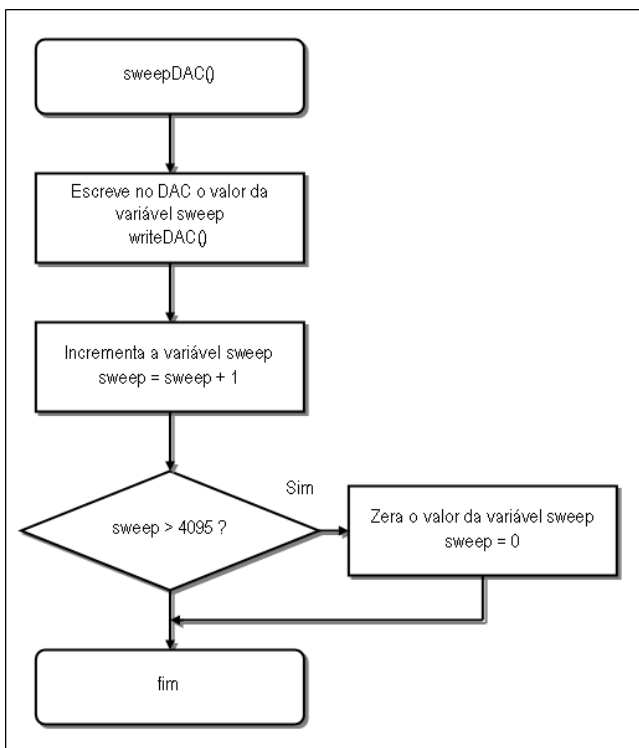 sweepDAC()
Escreve no DAC o valor da
variável sweep
writeDAC()
Incrementa a variável sweep
sweep = sweep + 1
sweep > 4095 ?
Sim
Zera o valor da variável sweep
sweep = 0
fim